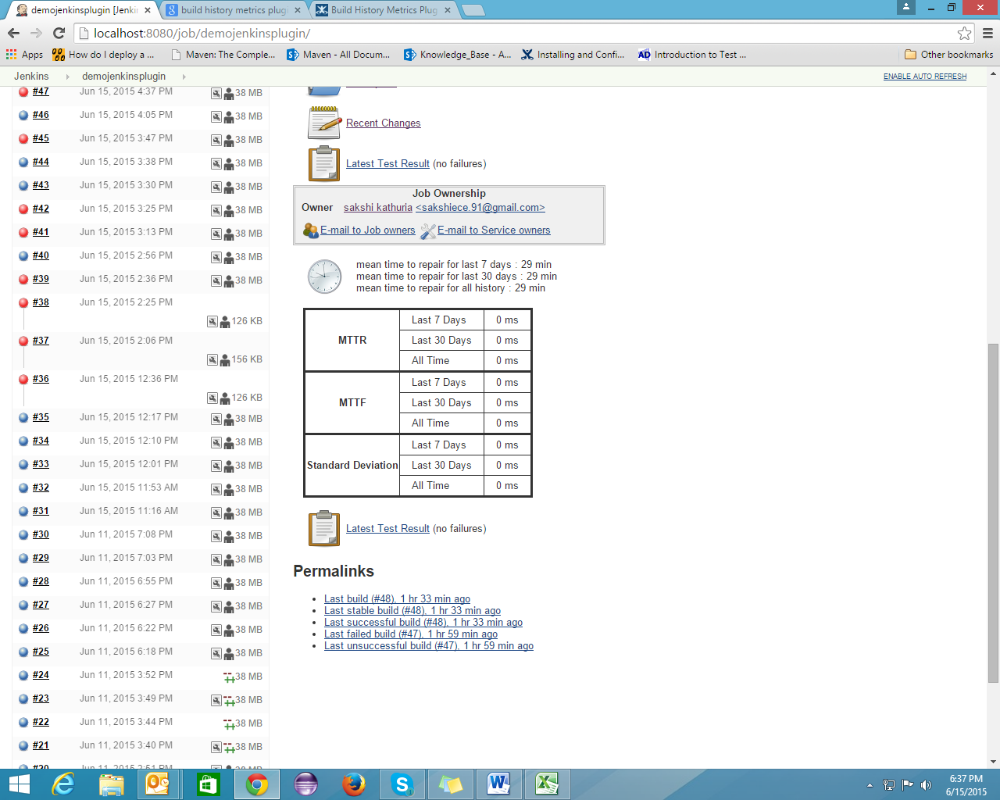 demojenkinsplugin [Jenki
build history metrics plugi
Build History Metrics Plug
localhost:8080/job/demojenkinsplugin/
Apps
How do I deploy a ...
Maven: The Comple...
Maven - All Docum...
Knowledge_Base - A...
Installing and Confi...
Introduction to Test ...
Other bookmarks
Jenkins
demojenkinsplugin
ENABLE AUTO REFRESH
#47 Jun 15, 2015 4:37 PM 38 MB
#46 Jun 15, 2015 4:05 PM 38 MB
#45 Jun 15, 2015 3:47 PM 38 MB
#44 Jun 15, 2015 3:38 PM 38 MB
#43 Jun 15, 2015 3:30 PM 38 MB
#42 Jun 15, 2015 3:25 PM 38 MB
#41 Jun 15, 2015 3:13 PM 38 MB
#40 Jun 15, 2015 2:56 PM 38 MB
#39 Jun 15, 2015 2:36 PM 38 MB
#38 Jun 15, 2015 2:25 PM
126 KB
#37 Jun 15, 2015 2:06 PM
156 KB
#36 Jun 15, 2015 12:36 PM
126 KB
#35 Jun 15, 2015 12:17 PM 38 MB
#34 Jun 15, 2015 12:10 PM 38 MB
#33 Jun 15, 2015 12:01 PM 38 MB
#32 Jun 15, 2015 11:53 AM 38 MB
#31 Jun 15, 2015 11:16 AM 38 MB
#30 Jun 11, 2015 7:08 PM 38 MB
#29 Jun 11, 2015 7:03 PM 38 MB
#28 Jun 11, 2015 6:55 PM 38 MB
#27 Jun 11, 2015 6:27 PM 38 MB
#26 Jun 11, 2015 6:22 PM 38 MB
#25 Jun 11, 2015 6:18 PM 38 MB
#24 Jun 11, 2015 3:52 PM 38 MB
#23 Jun 11, 2015 3:49 PM 38 MB
#22 Jun 11, 2015 3:44 PM 38 MB
#21 Jun 11, 2015 3:40 PM 38 MB
Recent Changes
Latest Test Result (no failures)
Job Ownership
Owner sakshi kathuria <sakshiece.91@gmail.com>
E-mail to Job owners E-mail to Service owners
mean time to repair for last 7 days : 29 min
mean time to repair for last 30 days : 29 min
mean time to repair for all history : 29 min
MTTR
Last 7 Days 0 ms
Last 30 Days 0 ms
All Time 0 ms
MTTF
Last 7 Days 0 ms
Last 30 Days 0 ms
All Time 0 ms
Standard Deviation
Last 7 Days 0 ms
Last 30 Days 0 ms
All Time 0 ms
Latest Test Result (no failures)
Permalinks
Last build (#48), 1 hr 33 min ago
Last stable build (#48), 1 hr 33 min ago
Last successful build (#48), 1 hr 33 min ago
Last failed build (#47), 1 hr 59 min ago
Last unsuccessful build (#47), 1 hr 59 min ago
6:37 PM
6/15/2015